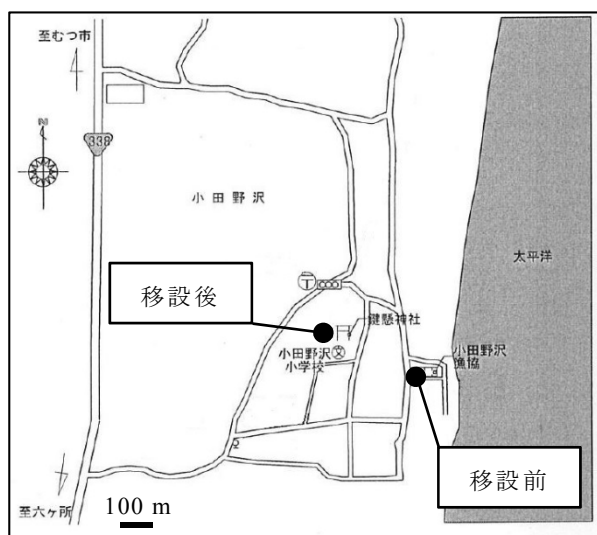 至むつ市
338
小田野沢
太平洋
移設後
鍵懸神社
小田野沢
小学校
小田野沢
漁協
移設前
至六ヶ所
100 m